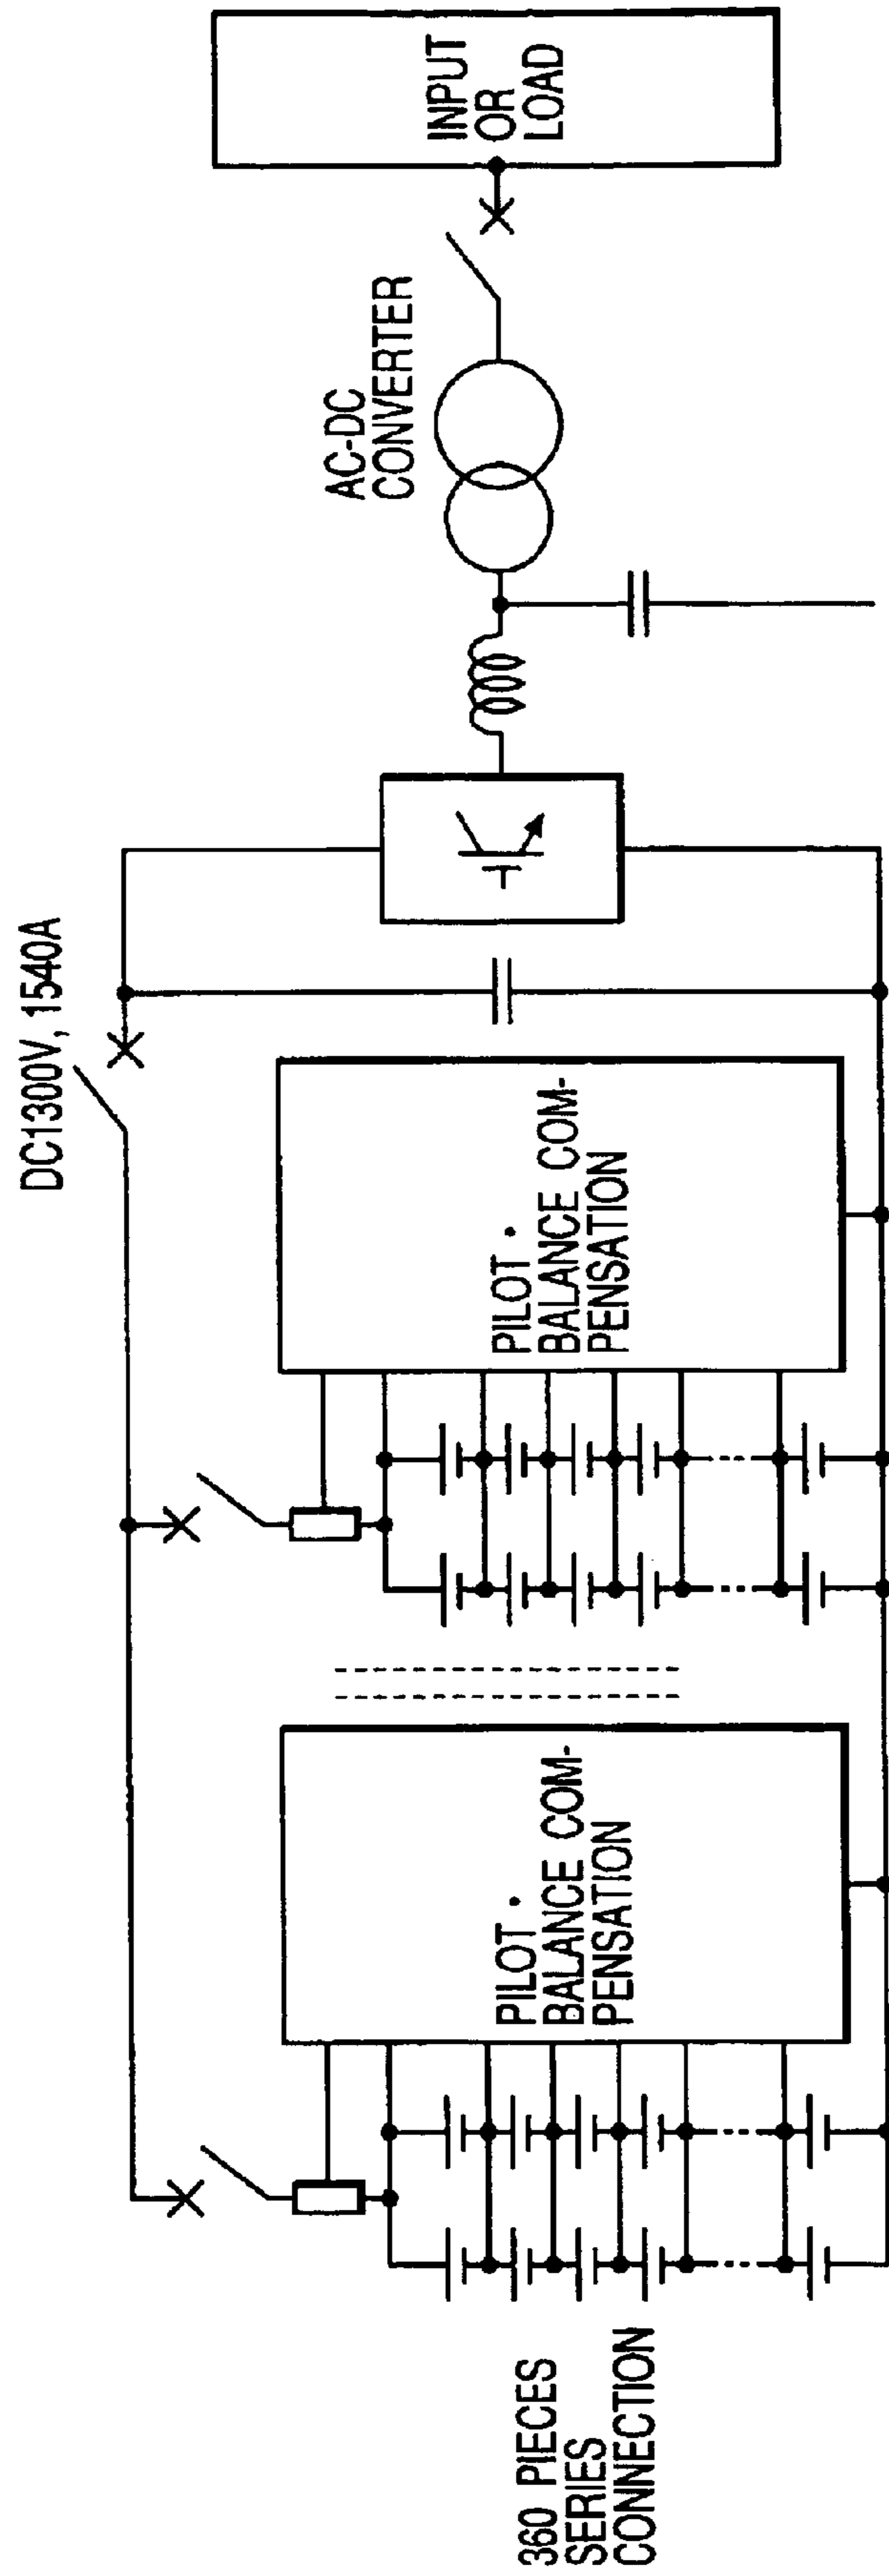 DC1300V, 1540A
360 PIECES
SERIES
CONNECTION
PILOT ·
BALANCE COM-
PENSATION
PILOT ·
BALANCE COM-
PENSATION
AC-DC
CONVERTER
INPUT
OR
LOAD